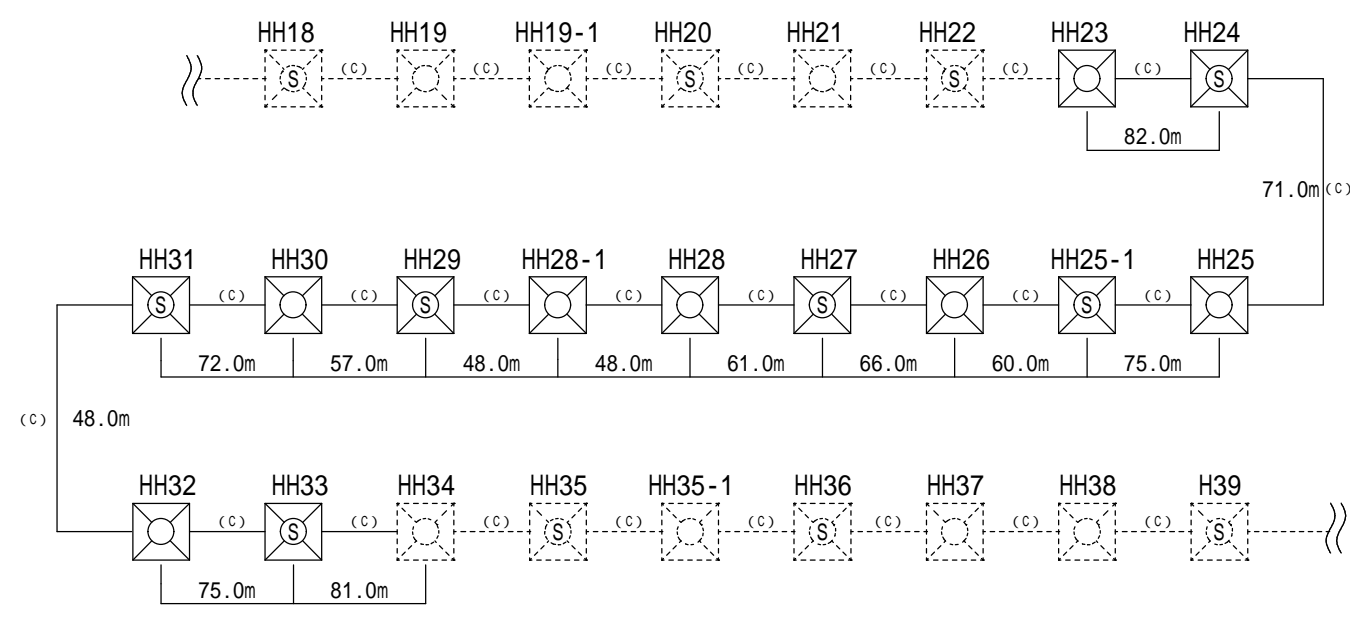 HH18 HH19 HH19-1 HH20 HH21 HH22 HH23 HH24
S (C) (C) (C) S (C) (C) S (C) S
82.0m
71.0m (C)
HH31 HH30 HH29 HH28-1 HH28 HH27 HH26 HH25-1 HH25
S (C) (C) S (C) (C) (C) S (C) (C) S (C)
72.0m 57.0m 48.0m 48.0m 61.0m 66.0m 60.0m 75.0m
(C) 48.0m
HH32 HH33 HH34 HH35 HH35-1 HH36 HH37 HH38 H39
(C) S (C) (C) S (C) (C) S (C) (C) (C) S
75.0m 81.0m